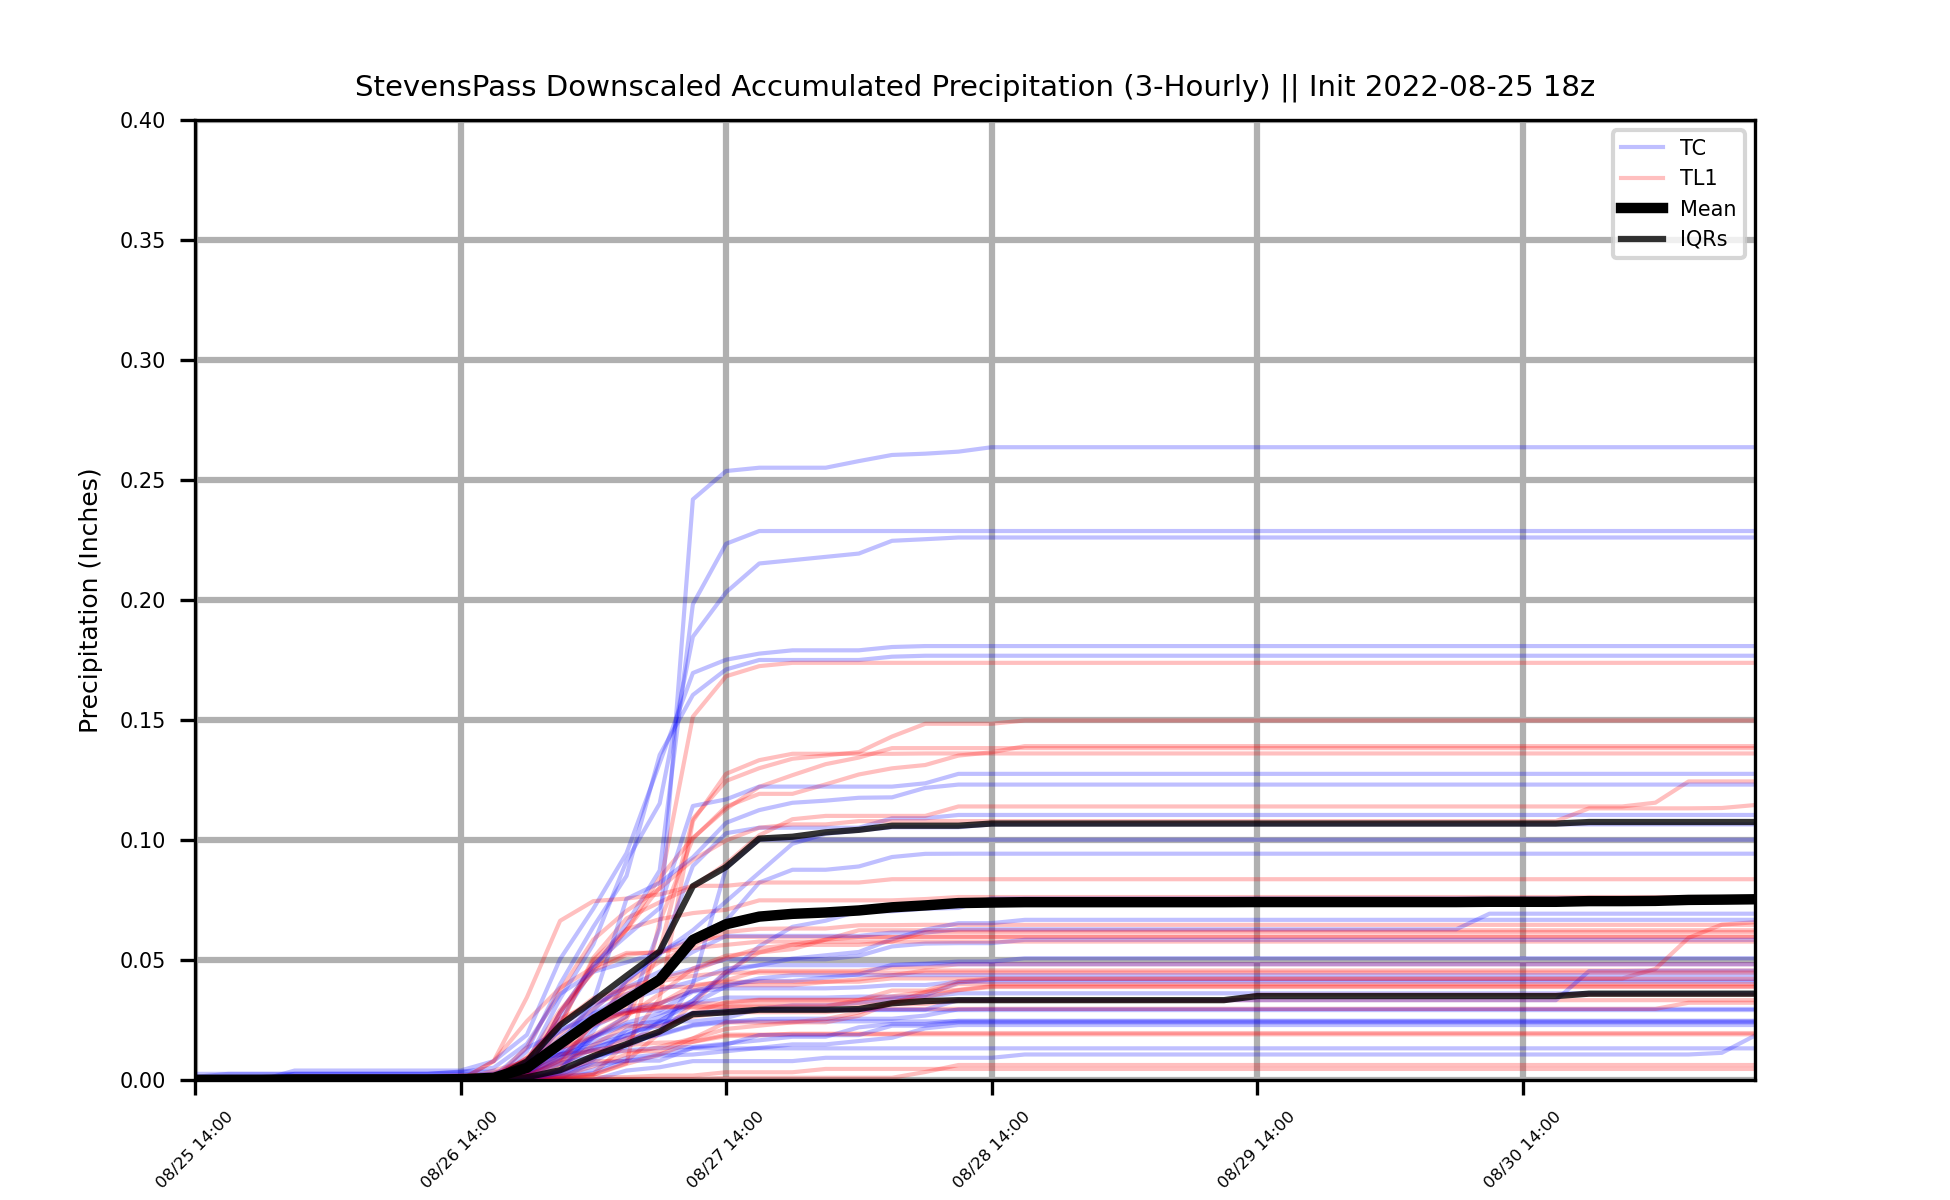 StevensPass Downscaled Accumulated Precipitation (3-Hourly) || Init 2022-08-25 18z
TC
TL1
Mean
IQRs
Precipitation (Inches)
0.40
0.35
0.30
0.25
0.20
0.15
0.10
0.05
0.00
08/25 14:00
08/26 14:00
08/27 14:00
08/28 14:00
08/29 14:00
08/30 14:00